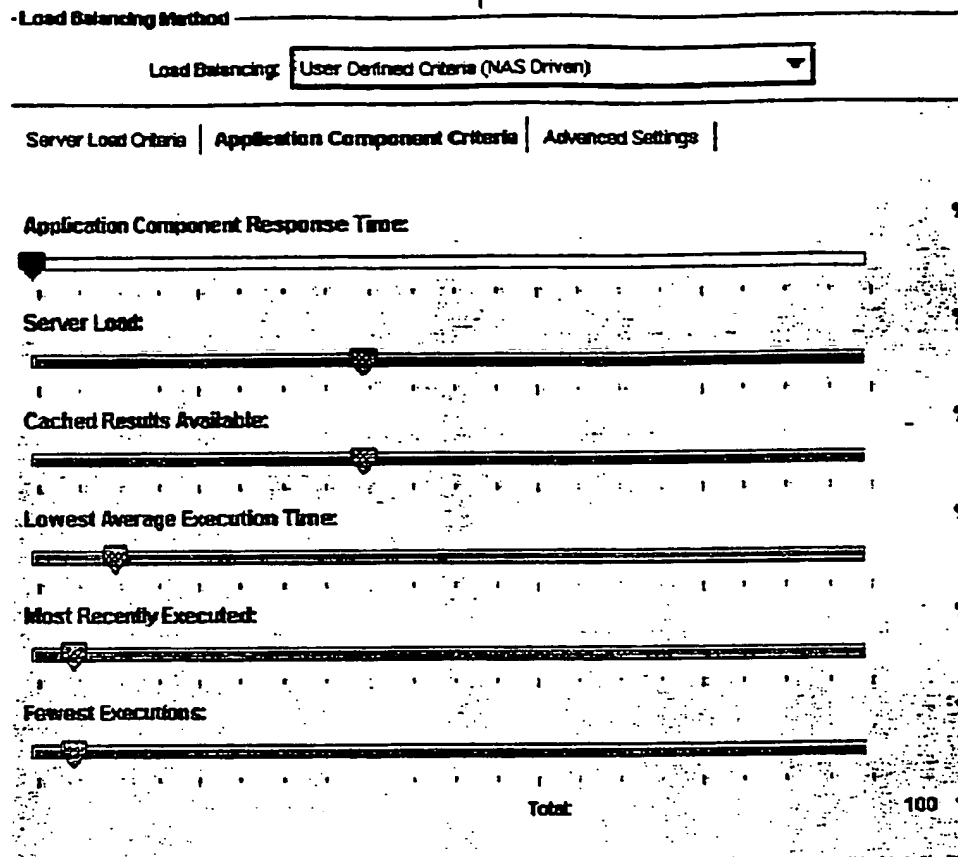 Load Balancing Method
Load Balancing: User Defined Criteria (NAS Driven)
Server Load Criteria | Application Component Criteria | Advanced Settings |
Application Component Response Time:
Server Load:
Cached Results Available:
Lowest Average Execution Time:
Most Recently Executed:
Fewest Executions:
Total: 100